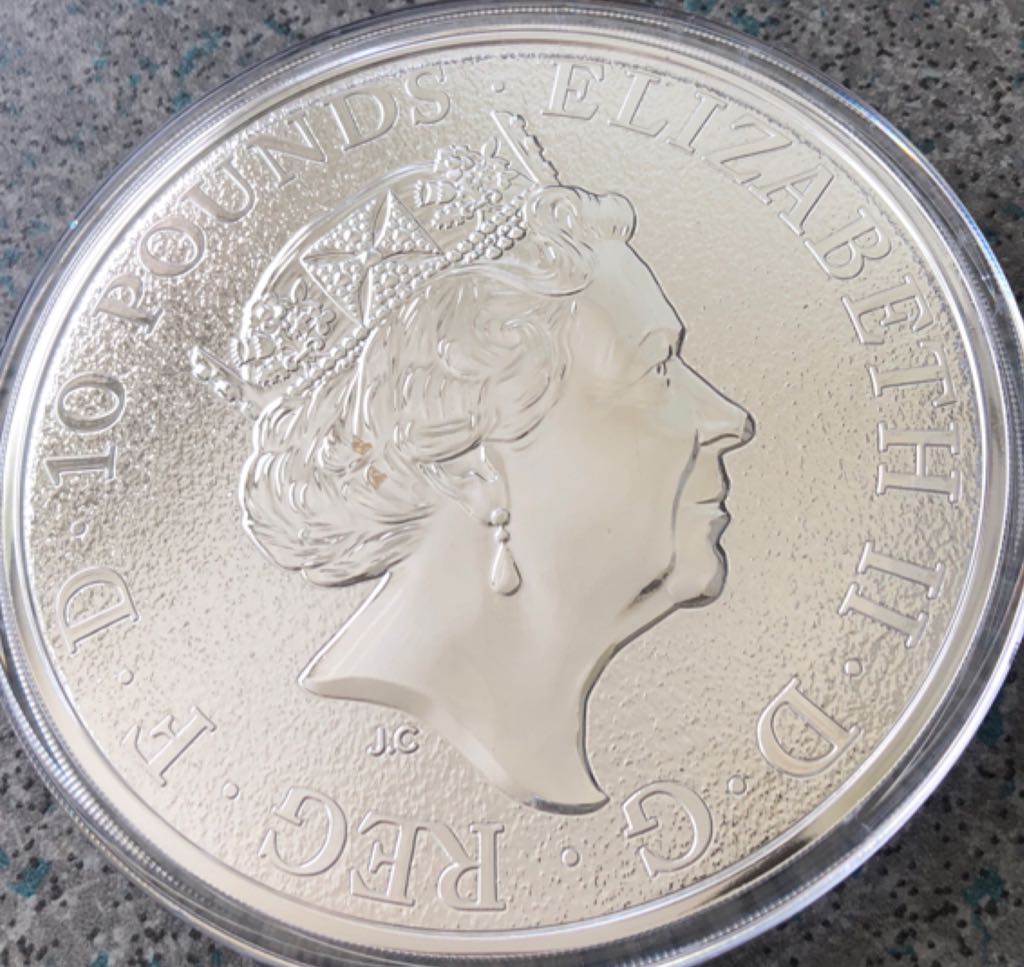 ELIZABETH II · D · G · REG · F · D · 10 POUNDS ·
J.C